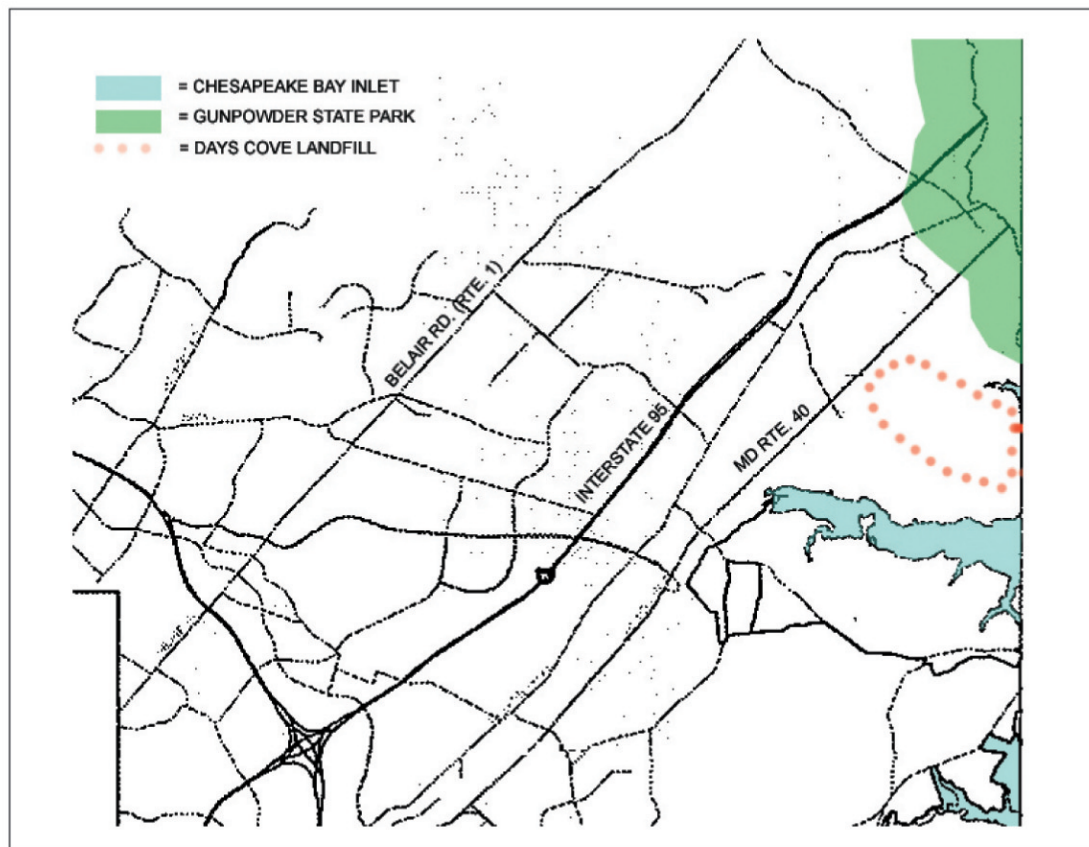 = CHESAPEAKE BAY INLET
= GUNPOWDER STATE PARK
= DAYS COVE LANDFILL
BELAIR RD. (RTE. 1)
INTERSTATE 95
MD RTE. 40